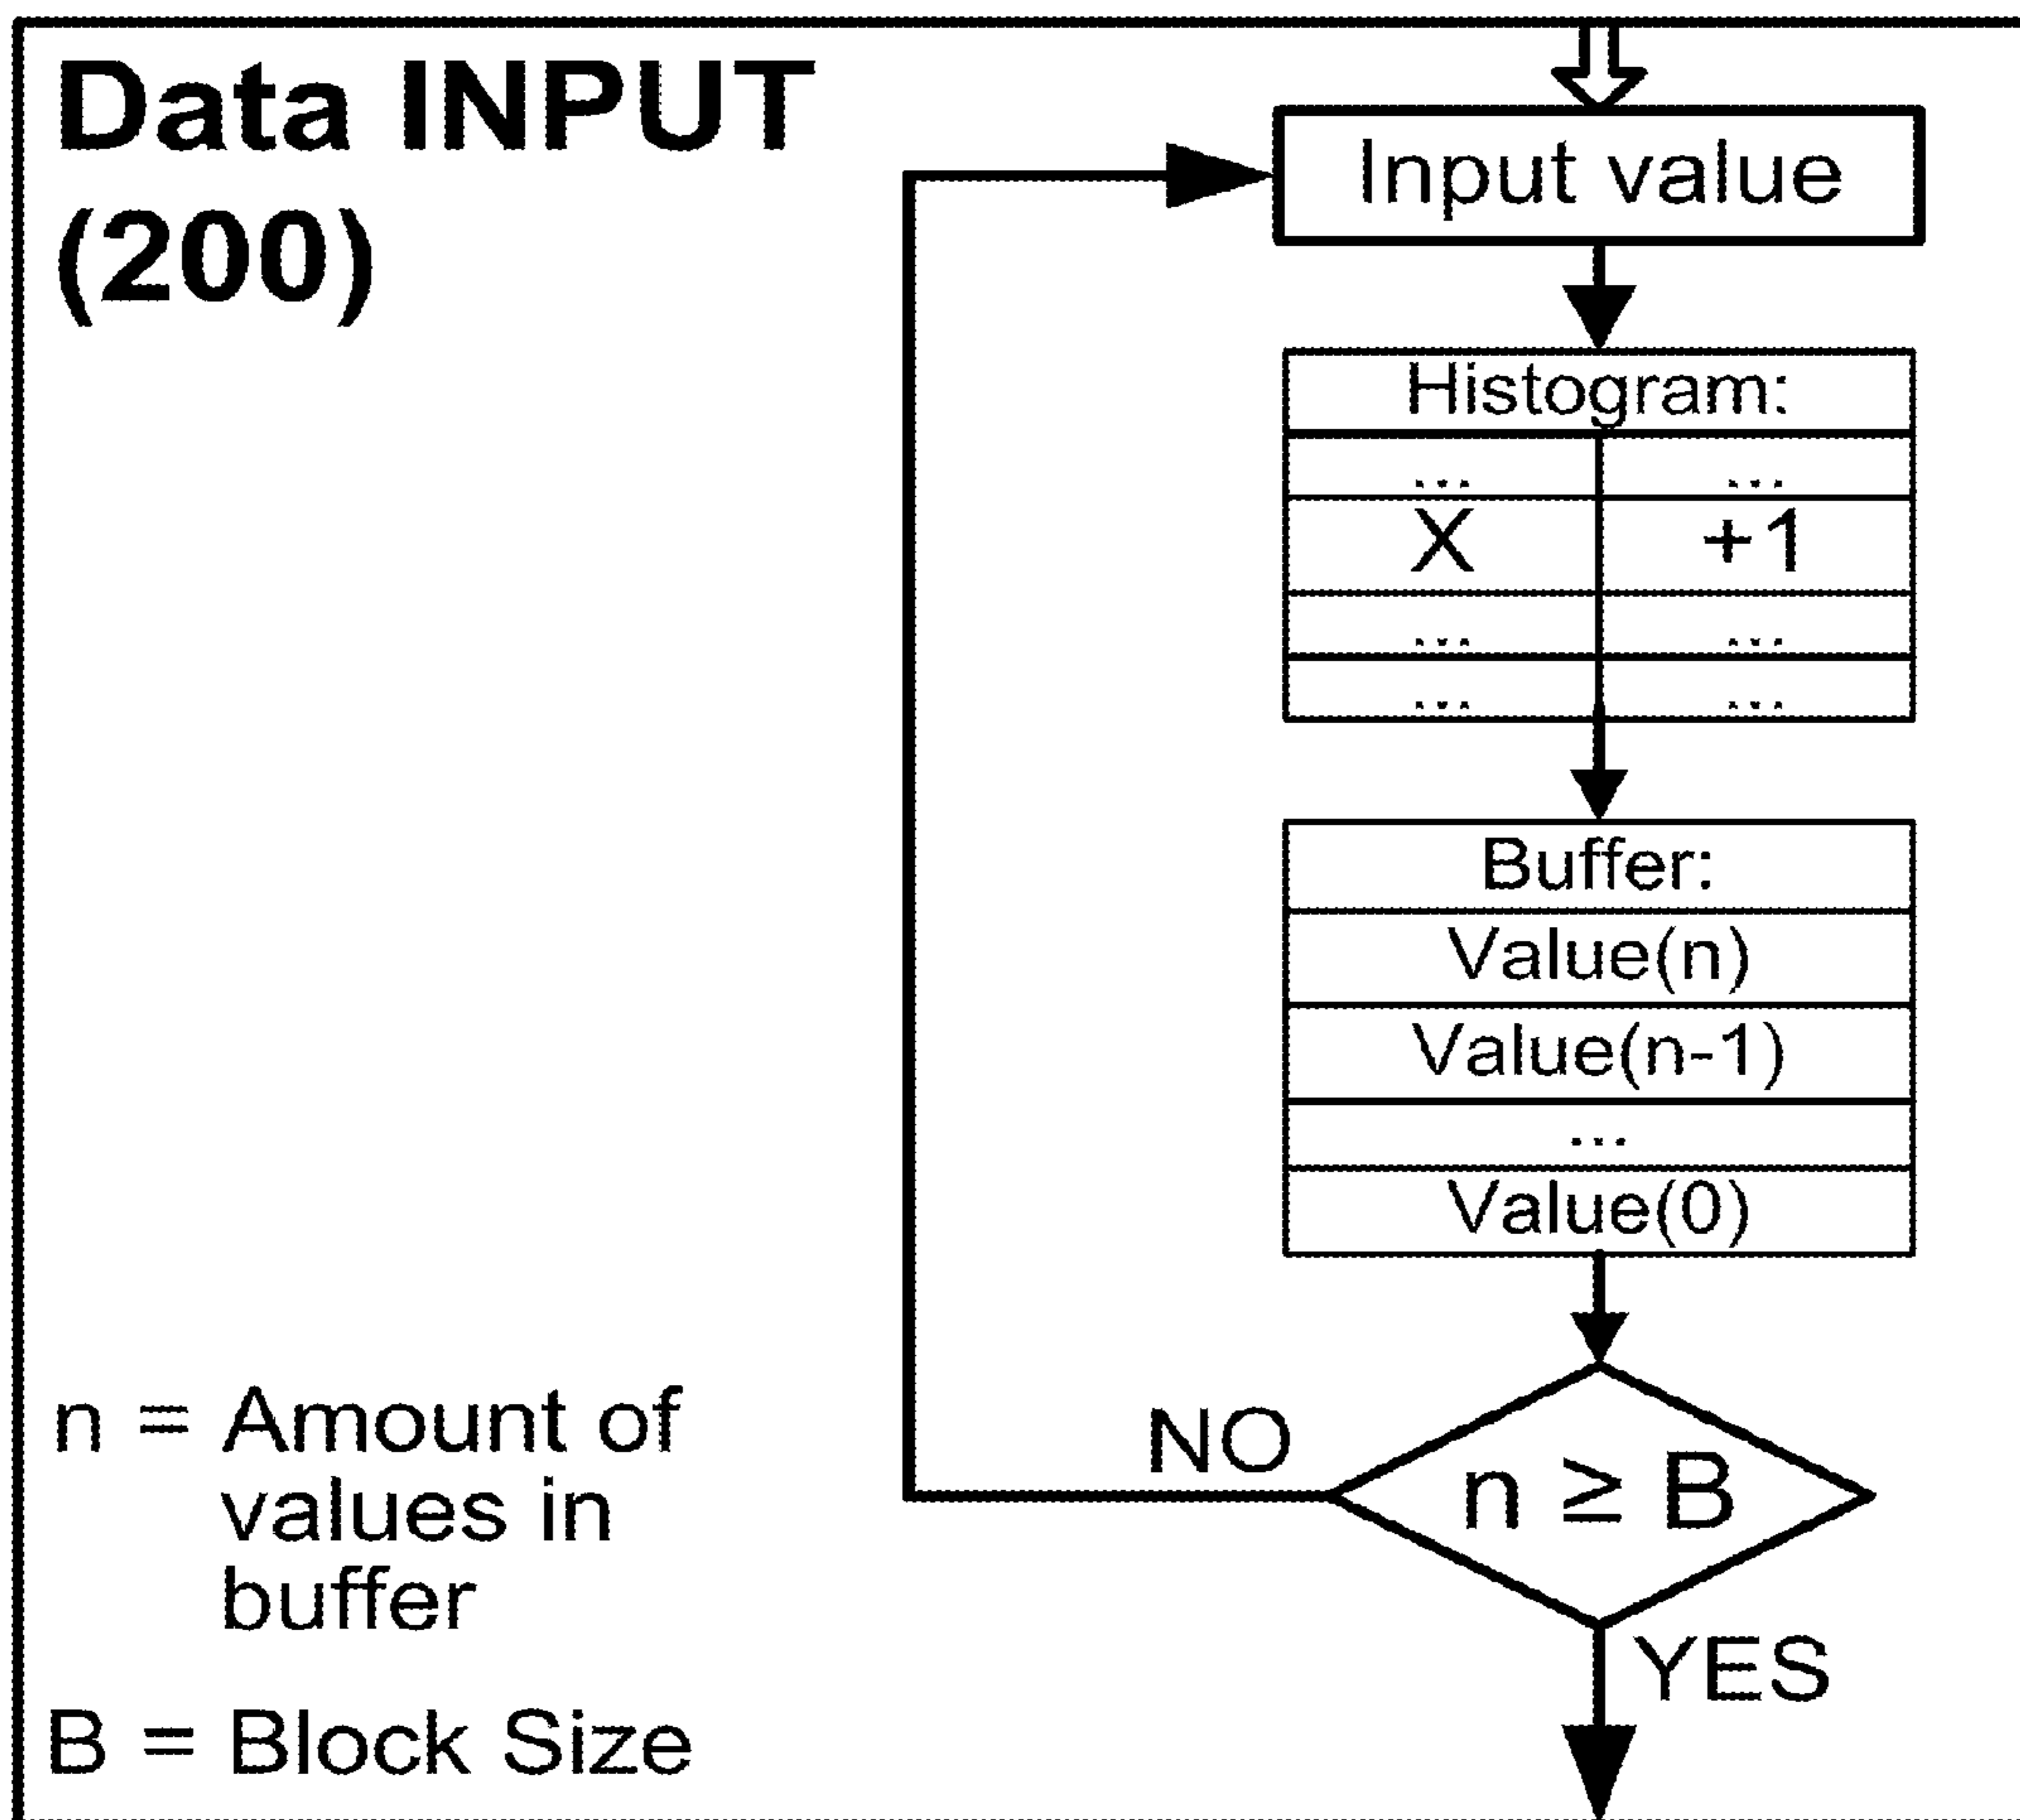 Data INPUT
(200)
Input value
Histogram:
... ...
X +1
... ...
... ...
Buffer:
Value(n)
Value(n-1)
...
Value(0)
NO
n ≥ B
YES
n = Amount of
values in
buffer
B = Block Size